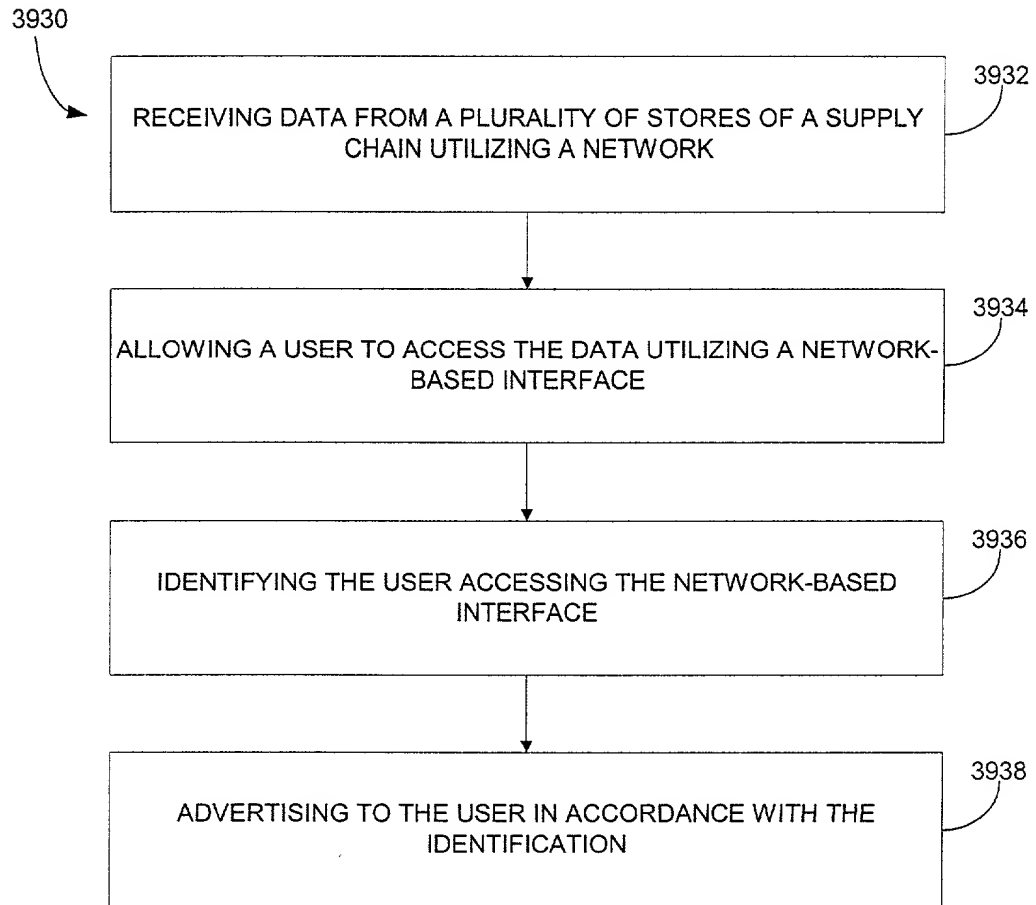 3930
3932
RECEIVING DATA FROM A PLURALITY OF STORES OF A SUPPLY
CHAIN UTILIZING A NETWORK
3934
ALLOWING A USER TO ACCESS THE DATA UTILIZING A NETWORK-
BASED INTERFACE
3936
IDENTIFYING THE USER ACCESSING THE NETWORK-BASED
INTERFACE
3938
ADVERTISING TO THE USER IN ACCORDANCE WITH THE
IDENTIFICATION